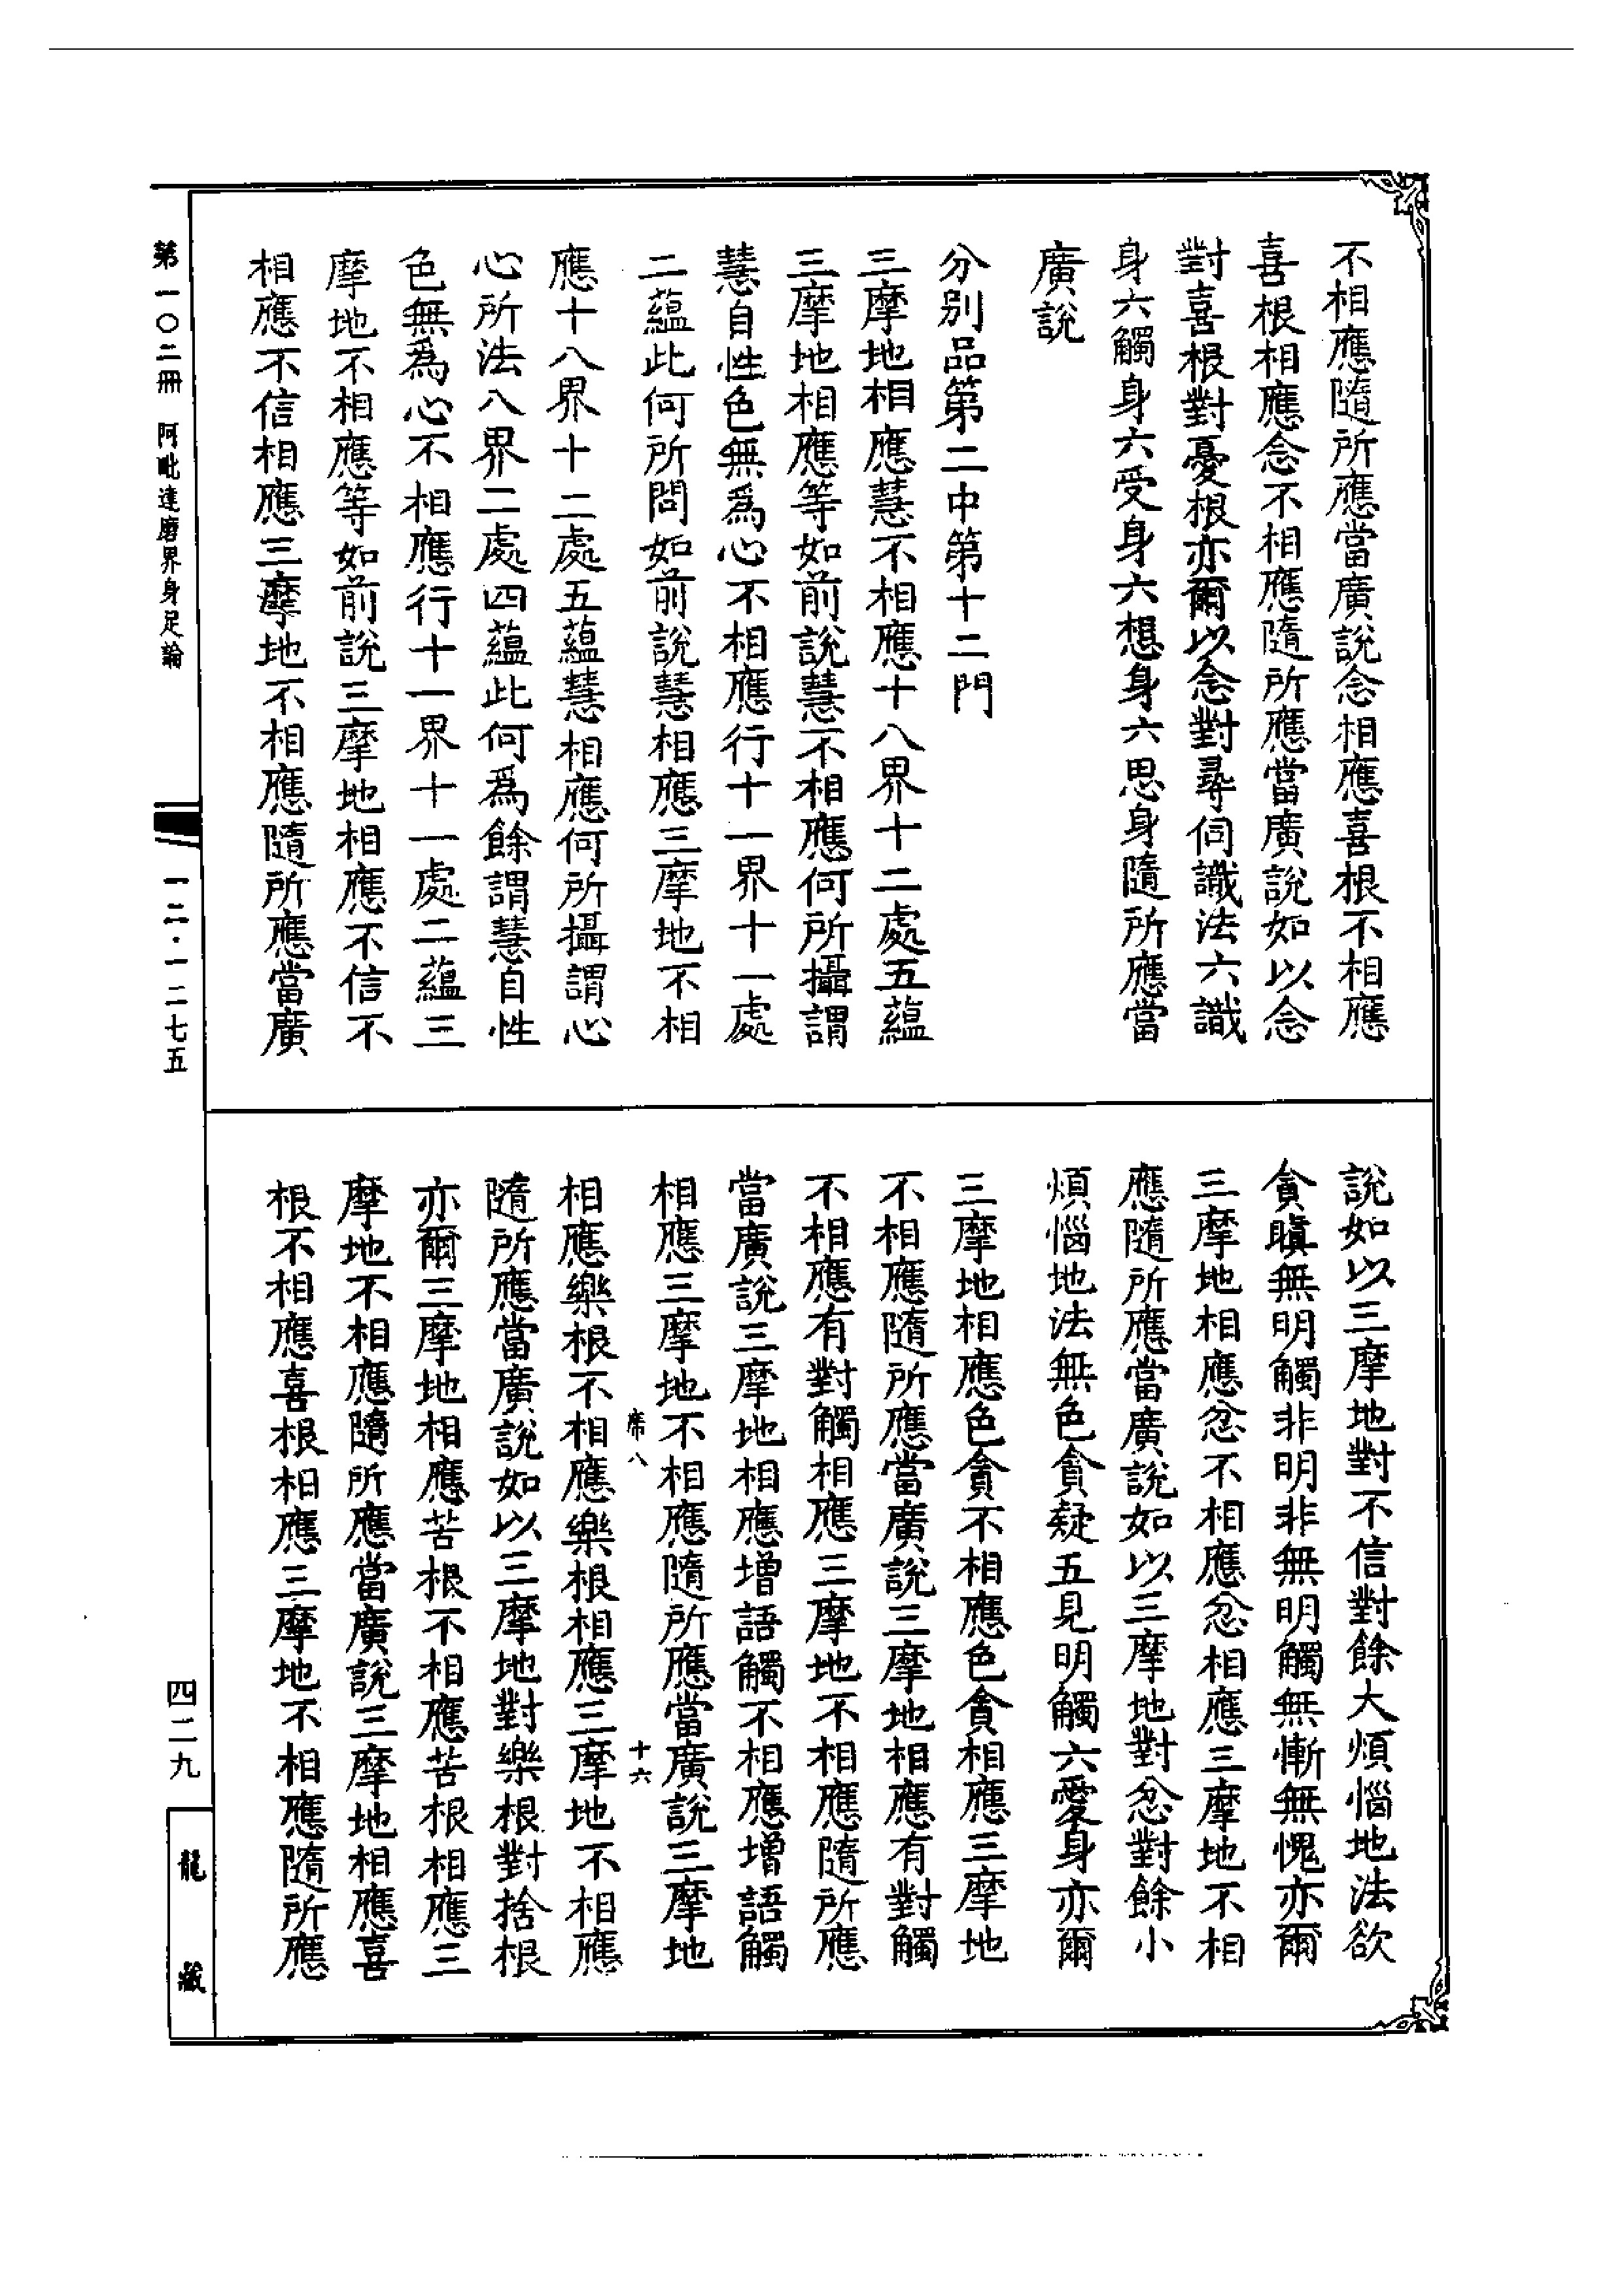 不相應隨所應當廣說念相應喜根不相應
喜根相應念不相應隨所應當廣說如以念
對喜根對憂根亦爾以念對尋伺識法六識
身六觸身六受身六想身六思身隨所應當
廣說
分別品第二中第十二門
三摩地相應慧不相應十八界十二處五蘊
三摩地相應等如前說慧不相應何所攝謂
慧自性色無為心不相應行十一界十一處
二蘊此何所問如前說慧相應三摩地不相
應十八界十二處五蘊慧相應何所攝謂心
心所法八界二處四蘊此何為餘謂慧自性
色無為心不相應行十一界十一處二蘊三
摩地不相應等如前說三摩地相應不信不
相應不信相應三摩地不相應隨所應當廣
說如以三摩地對不信對餘大煩惱地法欲
貪瞋無明觸非明非無明觸無慚無愧亦爾
三摩地相應忿不相應忿相應三摩地不相
應隨所應當廣說如以三摩地對忿對餘小
煩惱地法無色貪疑五見明觸六愛身亦爾
三摩地相應色貪不相應色貪相應三摩地
不相應隨所應當廣說三摩地相應有對觸
不相應有對觸相應三摩地不相應隨所應
當廣說三摩地相應增語觸不相應增語觸
相應三摩地不相應隨所應當廣說三摩地
席八 十六
相應樂根不相應樂根相應三摩地不相應
隨所應當廣說如以三摩地對樂根對捨根
亦爾三摩地相應苦根不相應苦根相應三
摩地不相應隨所應當廣說三摩地相應喜
根不相應喜根相應三摩地不相應隨所應
第一〇二冊 阿毗達磨界身足論
一二·一二七五
四二九
龍藏